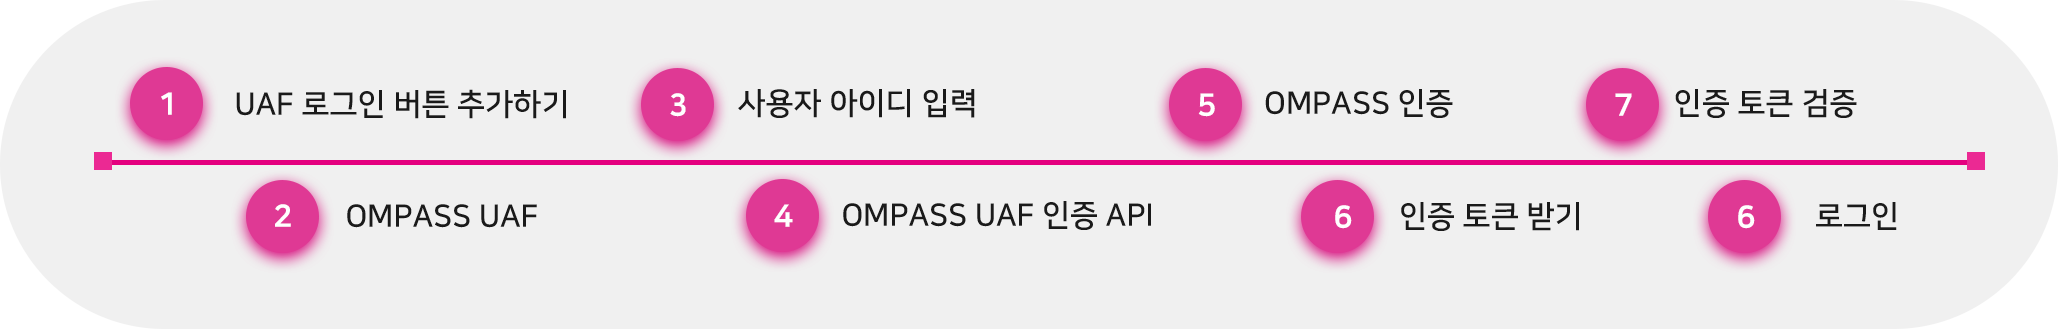 1 UAF 로그인 버튼 추가하기
2 OMPASS UAF
3 사용자 아이디 입력
4 OMPASS UAF 인증 API
5 OMPASS 인증
6 인증 토큰 받기
7 인증 토큰 검증
6 로그인